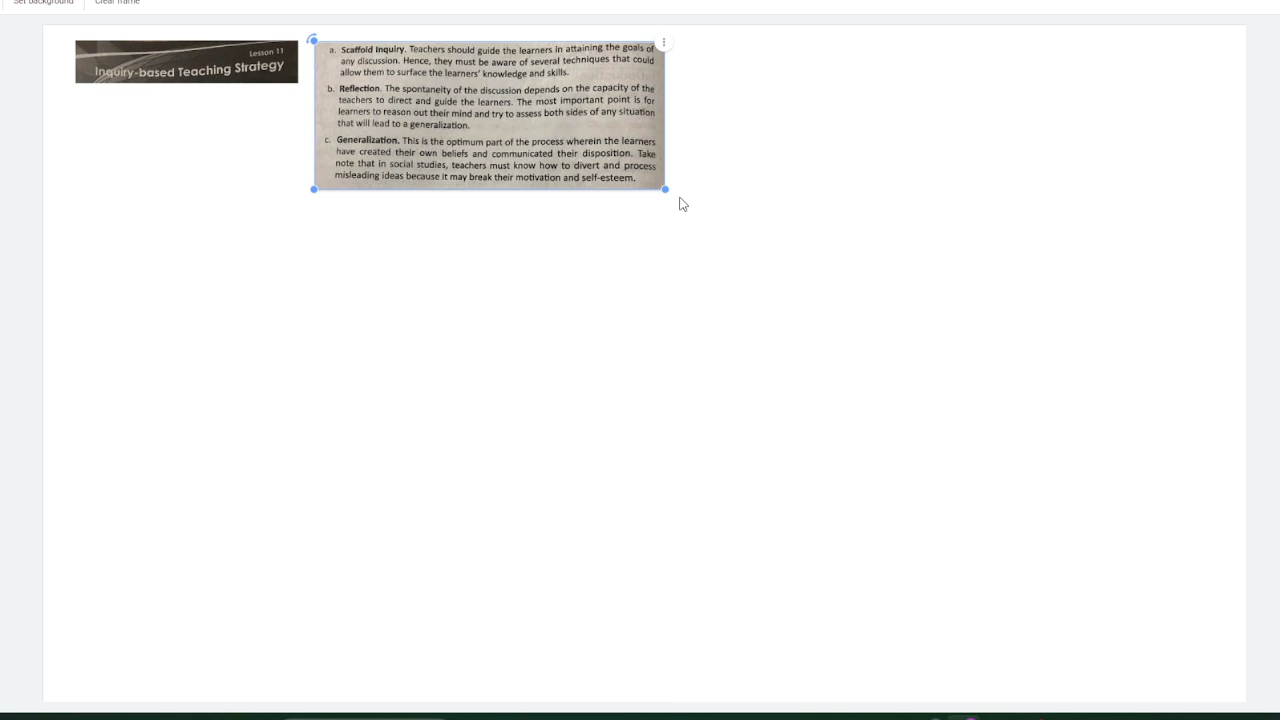 Set background
Clear frame
Lesson 11
Inquiry-based Teaching Strategy
a. Scaffold Inquiry. Teachers should guide the learners in attaining the goals of
any discussion. Hence, they must be aware of several techniques that could
allow them to surface the learners' knowledge and skills.
b. Reflection. The spontaneity of the discussion depends on the capacity of the
teachers to direct and guide the learners. The most important point is for
learners to reason out their mind and try to assess both sides of any situation
that will lead to a generalization.
c. Generalization. This is the optimum part of the process wherein the learners
have created their own beliefs and communicated their disposition. Take
note that in social studies, teachers must know how to divert and process
misleading ideas because it may break their motivation and self-esteem.